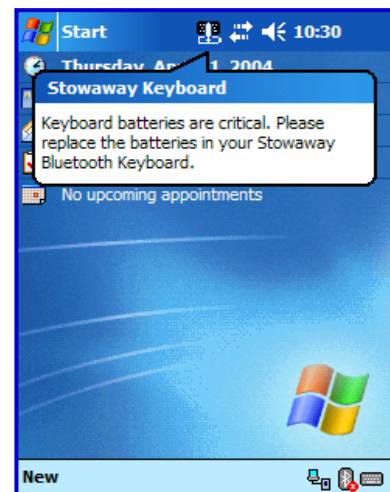 Start 10:30
Thursday, 1, 2004
Stowaway Keyboard
Keyboard batteries are critical. Please
replace the batteries in your Stowaway
Bluetooth Keyboard.
No upcoming appointments
New